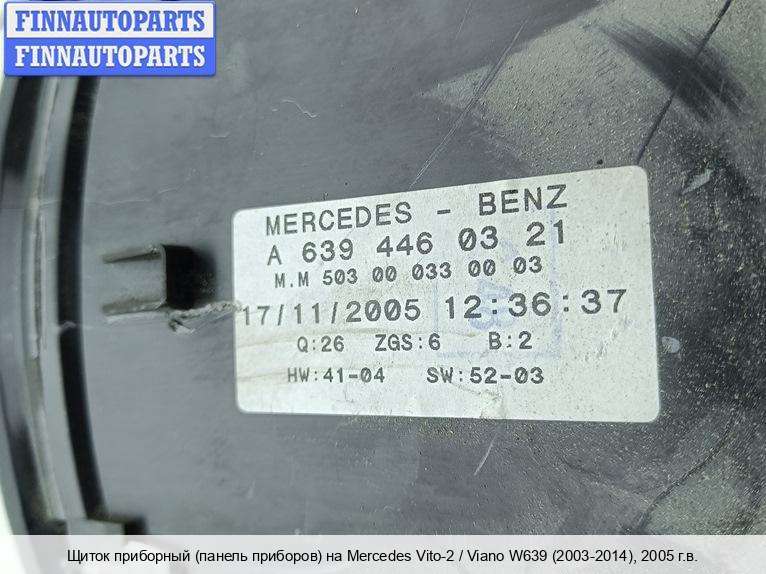 FINNAUTOPARTS
FINNAUTOPARTS
MERCEDES - BENZ
A 639 446 03 21
M.M 503 00 033 00 03
17/11/2005 12:36:37
Q:26 ZGS:6 B:2
HW:41-04 SW:52-03
Щиток приборный (панель приборов) на Mercedes Vito-2 / Viano W639 (2003-2014), 2005 г.в.